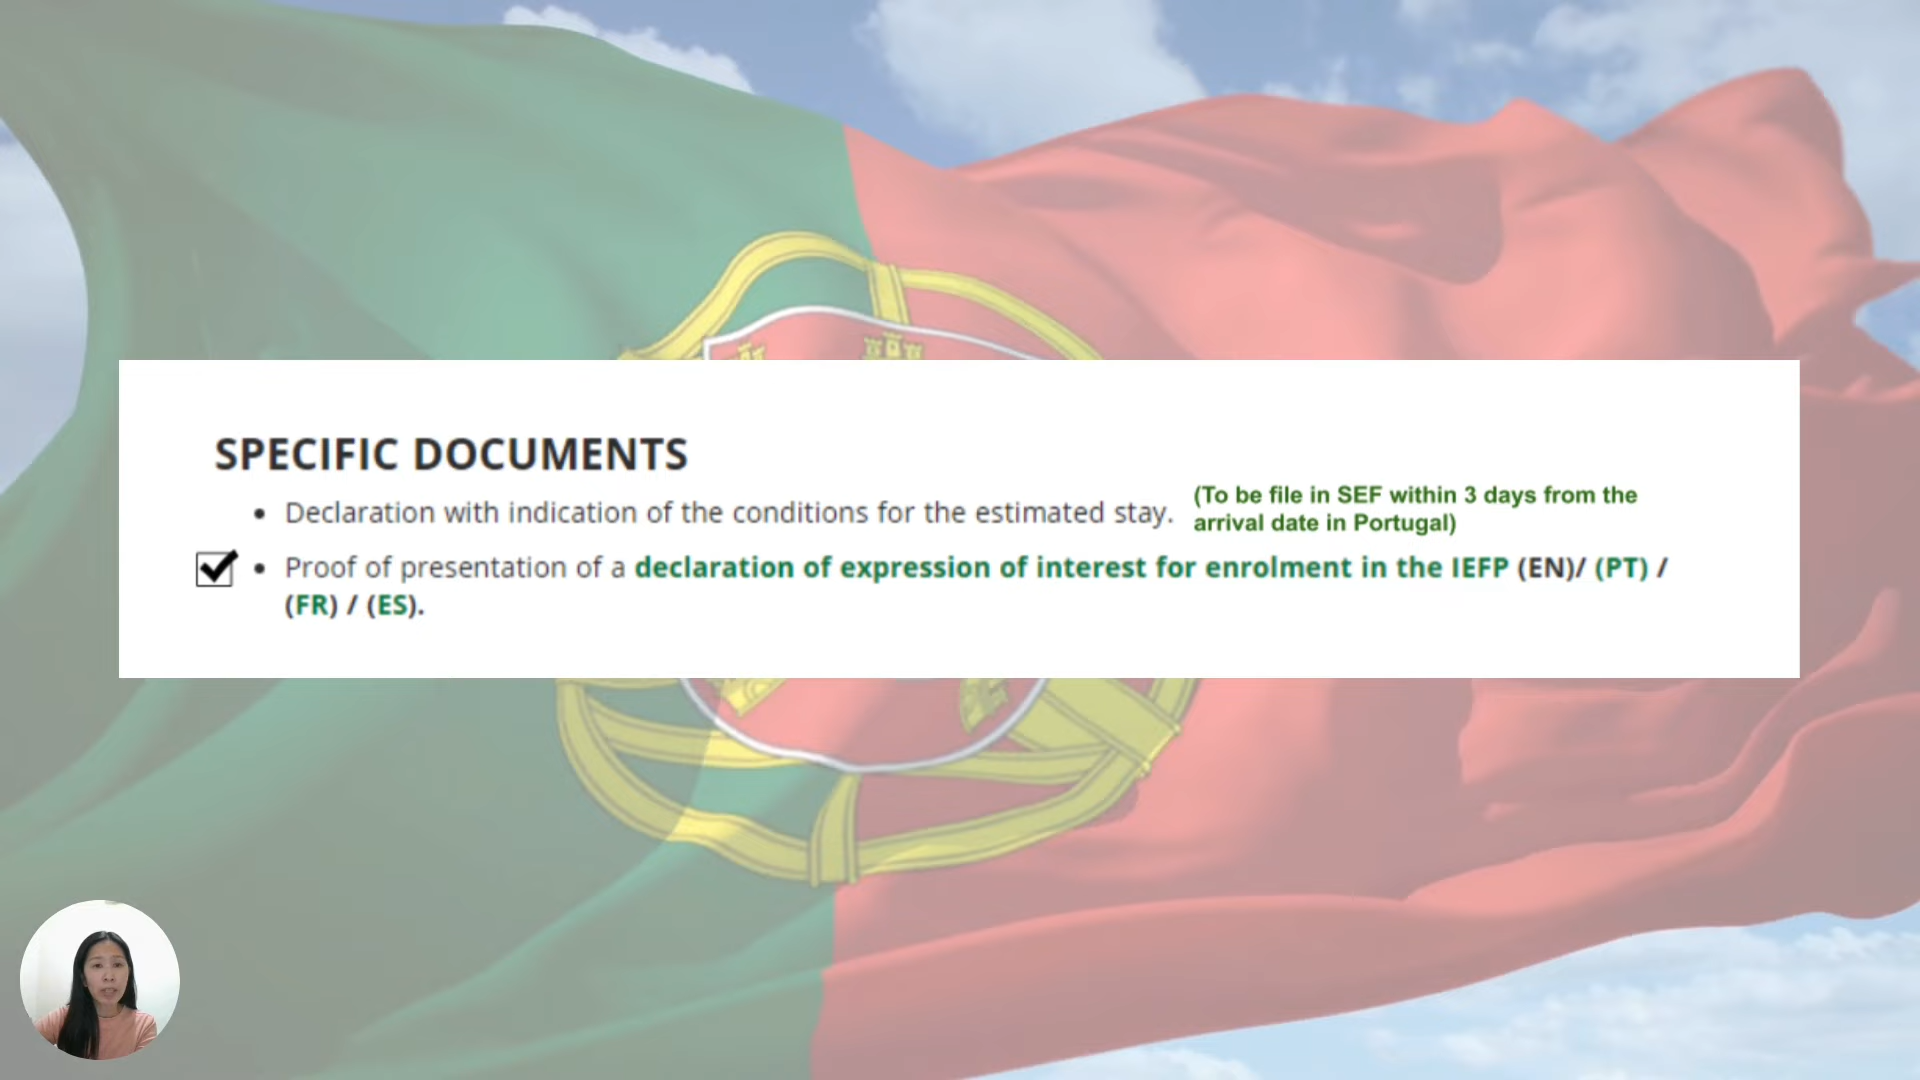 SPECIFIC DOCUMENTS
• Declaration with indication of the conditions for the estimated stay.
(To be file in SEF within 3 days from the
arrival date in Portugal)
• Proof of presentation of a declaration of expression of interest for enrolment in the IEFP (EN)/ (PT) /
(FR) / (ES).